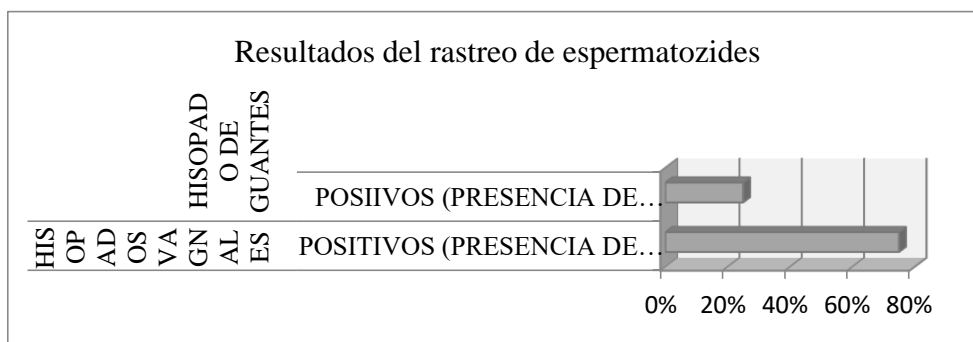 Resultados del rastreo de espermatozides
HISOPAD
O DE
GUANTES
POSIIVOS (PRESENCIA DE…
HIS
OP
AD
OS
VA
GN
AL
ES
POSITIVOS (PRESENCIA DE…
0% 20% 40% 60% 80%